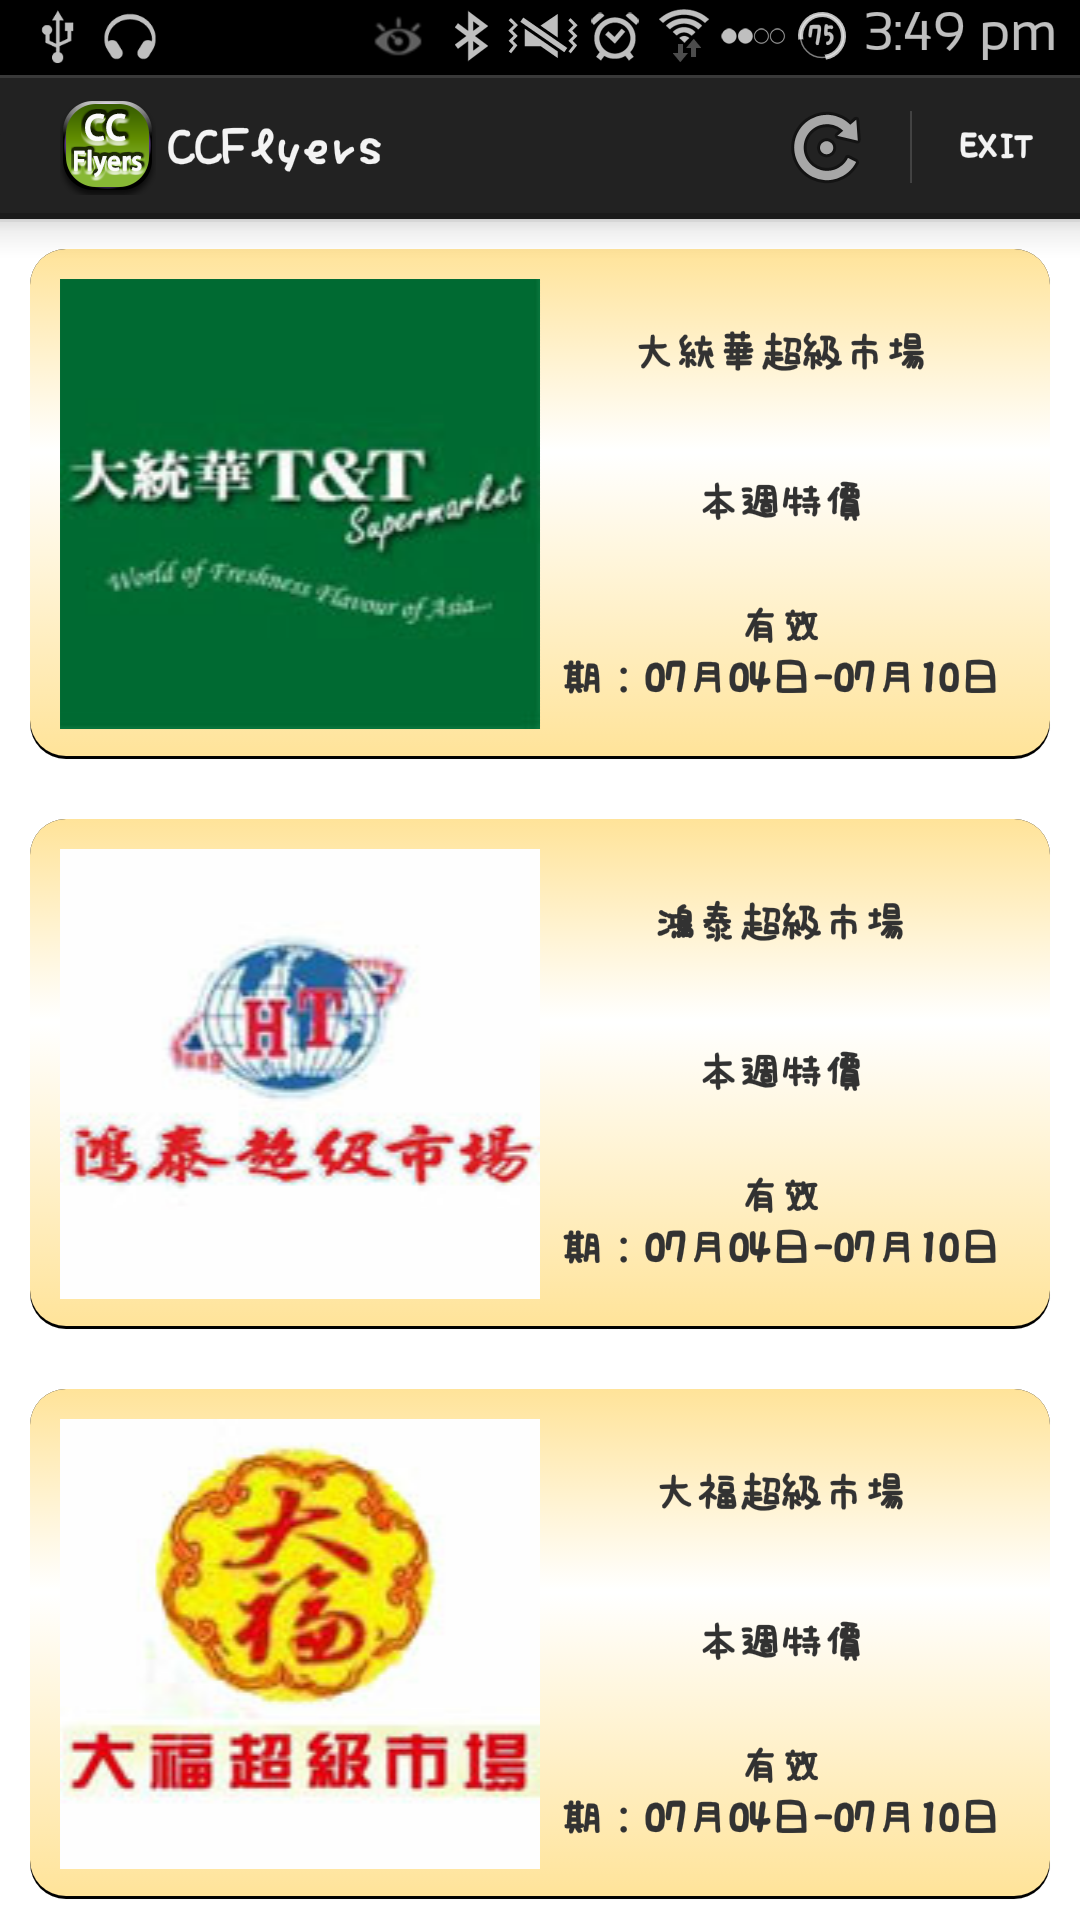 75 3:49 pm
CC
Flyers
CCFlyers
EXIT
大統華超級市場
大統華T&T
Supermarket
World of Freshness Flavour of Asia...
本週特價
有效
期：07月04日-07月10日
鴻泰超級市場
HT
鴻泰超级市場
本週特價
有效
期：07月04日-07月10日
大福超級市場
大
福
大福超級市場
本週特價
有效
期：07月04日-07月10日